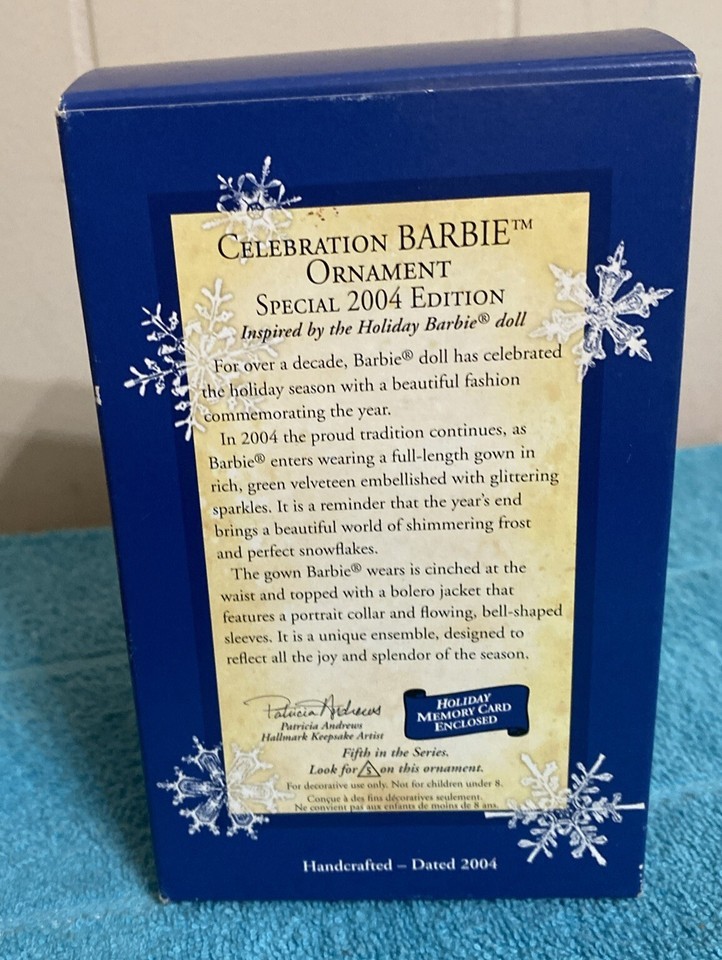 CELEBRATION BARBIE™
ORNAMENT
SPECIAL 2004 EDITION
Inspired by the Holiday Barbie® doll
For over a decade, Barbie® doll has celebrated
the holiday season with a beautiful fashion
commemorating the year.
In 2004 the proud tradition continues, as
Barbie® enters wearing a full-length gown in
rich, green velveteen embellished with glittering
sparkles. It is a reminder that the year's end
brings a beautiful world of shimmering frost
and perfect snowflakes.
The gown Barbie® wears is cinched at the
waist and topped with a bolero jacket that
features a portrait collar and flowing, bell-shaped
sleeves. It is a unique ensemble, designed to
reflect all the joy and splendor of the season.
Patricia Andrews
Patricia Andrews
Hallmark Keepsake Artist
HOLIDAY
MEMORY CARD
ENCLOSED
Fifth in the Series.
Look for 5 on this ornament.
For decorative use only. Not for children under 8.
Conçue à des fins décoratives seulement.
Ne convient pas aux enfants de moins de 8 ans.
Handcrafted – Dated 2004